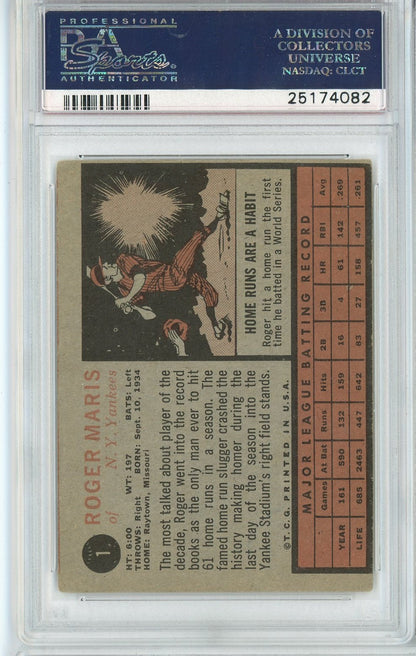 PROFESSIONAL
PSA
Sports
AUTHENTICATOR
A DIVISION OF
COLLECTORS
UNIVERSE
NASDAQ: CLCT
25174082
1
ROGER MARIS
of N. Y. Yankees
HT: 6:00 WT: 197 BATS: Left
THROWS: Right BORN: Sept. 10, 1934
HOME: Raytown, Missouri
The most talked about player of the
decade, Roger went into the record
books as the only man ever to hit
61 home runs in a season. The
famed home run slugger crashed the
history making homer during the
last day of the season into the
Yankee Stadium's right field stands.
©T.C.G. PRINTED IN U.S.A.
HOME RUNS ARE A HABIT
Roger hit a home run the first
time he batted in a World Series.
MAJOR LEAGUE BATTING RECORD
Games At Bat Runs Hits 2B 3B HR RBI Avg.
YEAR 161 590 132 159 16 4 61 142 .269
LIFE 685 2463 447 642 83 27 158 457 .261